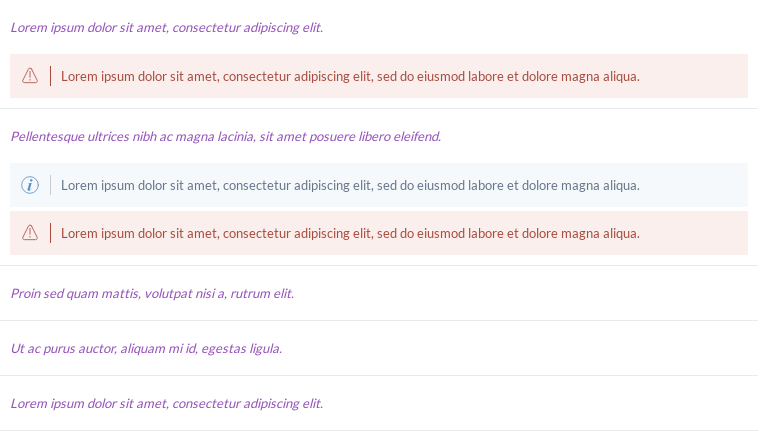 Lorem ipsum dolor sit amet, consectetur adipiscing elit.
Lorem ipsum dolor sit amet, consectetur adipiscing elit, sed do eiusmod labore et dolore magna aliqua.
Pellentesque ultrices nibh ac magna lacinia, sit amet posuere libero eleifend.
Lorem ipsum dolor sit amet, consectetur adipiscing elit, sed do eiusmod labore et dolore magna aliqua.
Lorem ipsum dolor sit amet, consectetur adipiscing elit, sed do eiusmod labore et dolore magna aliqua.
Proin sed quam mattis, volutpat nisi a, rutrum elit.
Ut ac purus auctor, aliquam mi id, egestas ligula.
Lorem ipsum dolor sit amet, consectetur adipiscing elit.